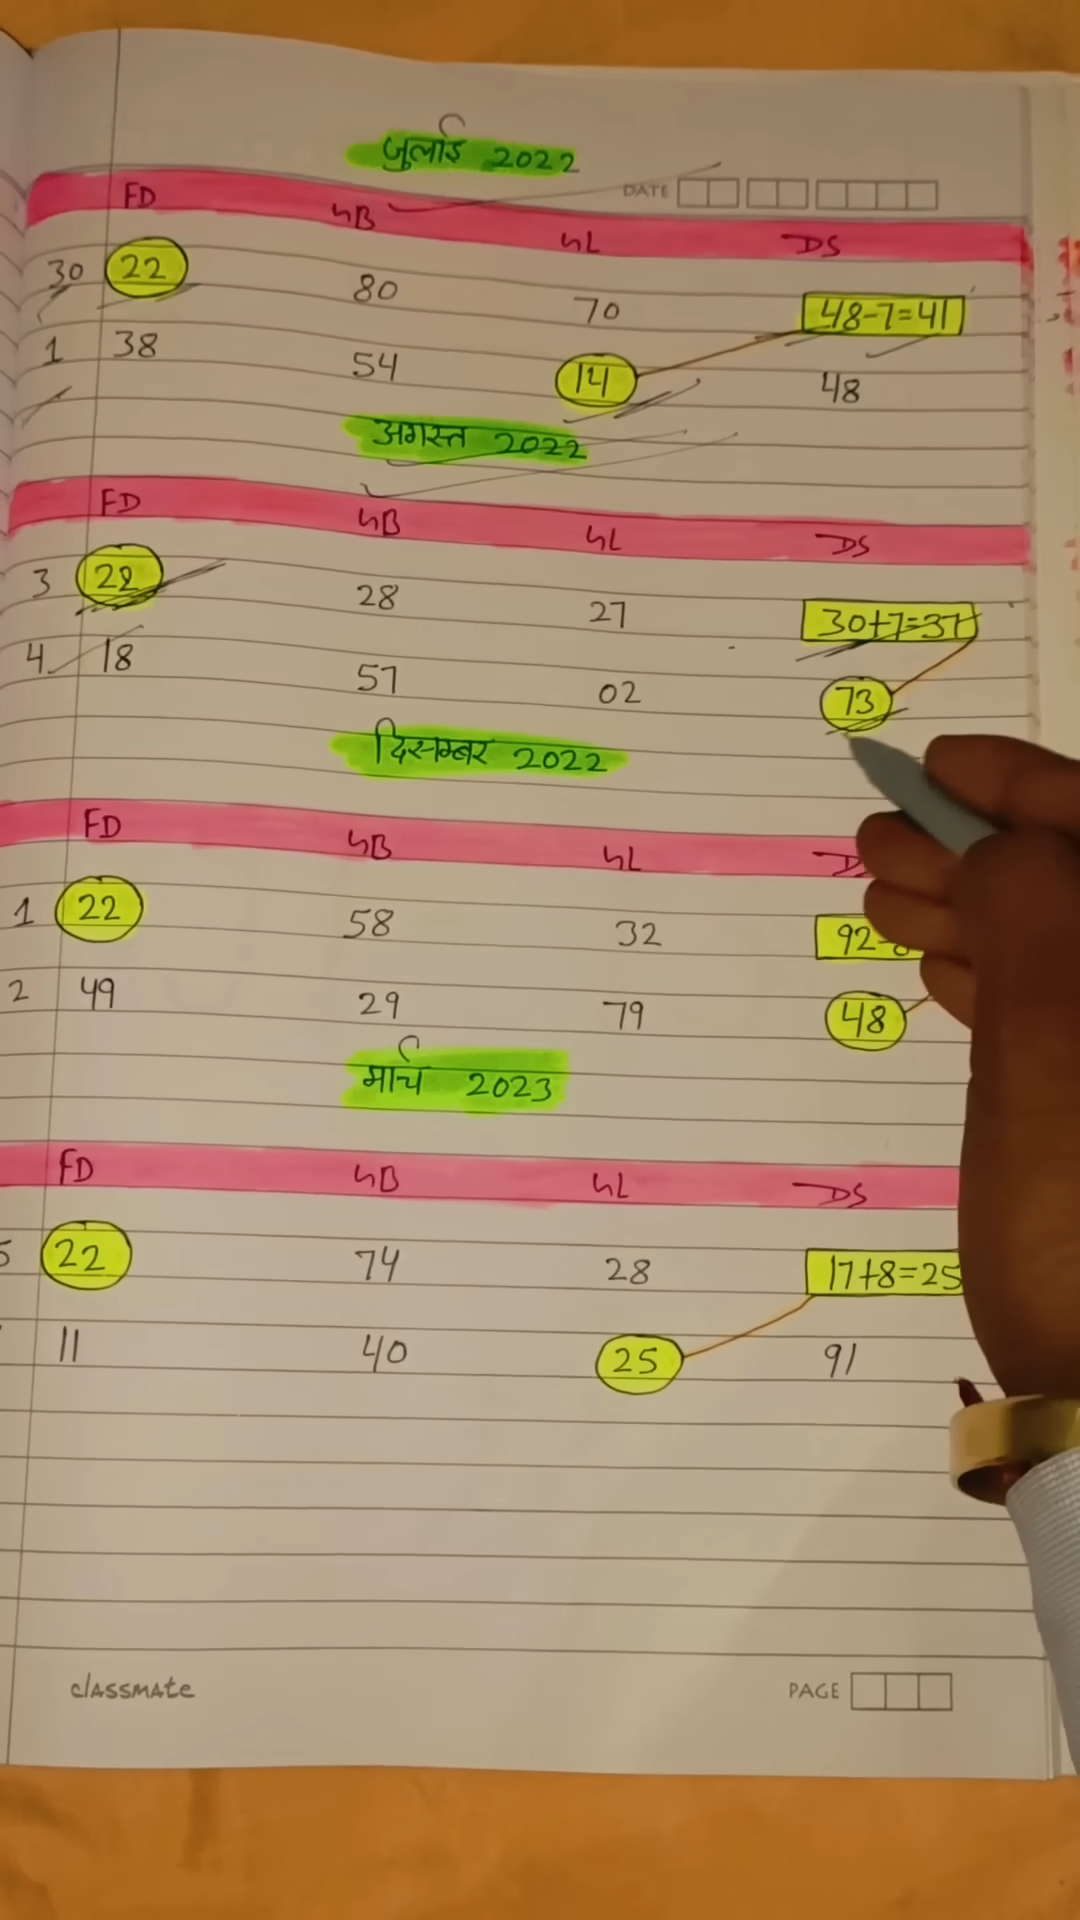 जुलाई 2022
DATE
FD GB GL DS
30 22 80 70 48-7=41
1 38 54 14 48
अगस्त 2022
FD GB GL DS
3 22 28 27 30+7=37
4 18 57 02 73
दिसम्बर 2022
FD GB GL
1 22 58 32 92-8
2 49 29 79 48
मार्च 2023
FD GB GL DS
22 74 28 17+8=25
11 40 25 91
classmate
PAGE